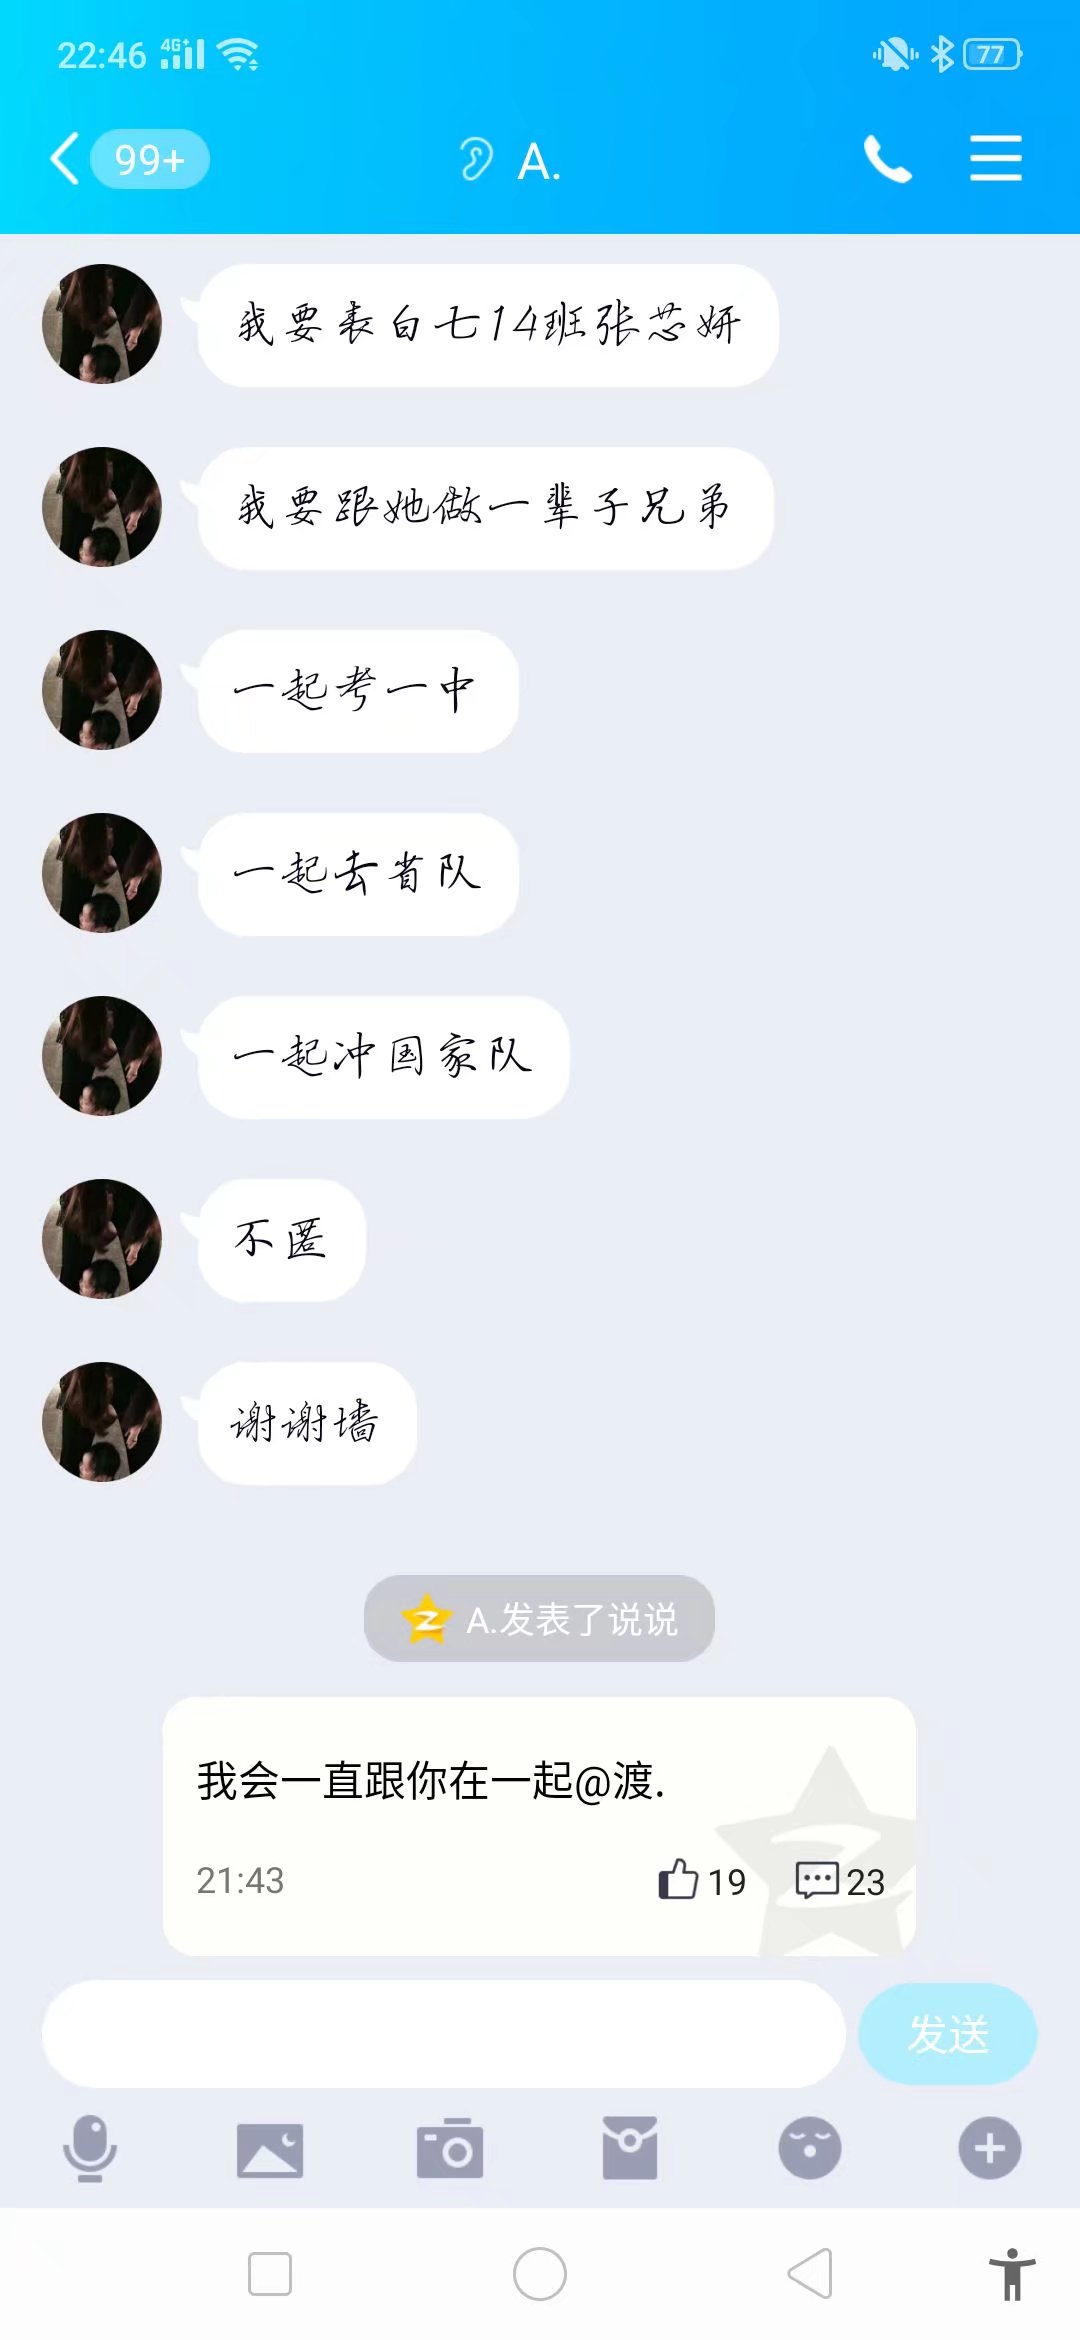 22:46 4G+ 77
99+ A.
我要表白七14班张芯妍
我要跟她做一辈子兄弟
一起考一中
一起去省队
一起冲国家队
不匿
谢谢墙
A.发表了说说
我会一直跟你在一起@渡.
21:43 19 23
发送